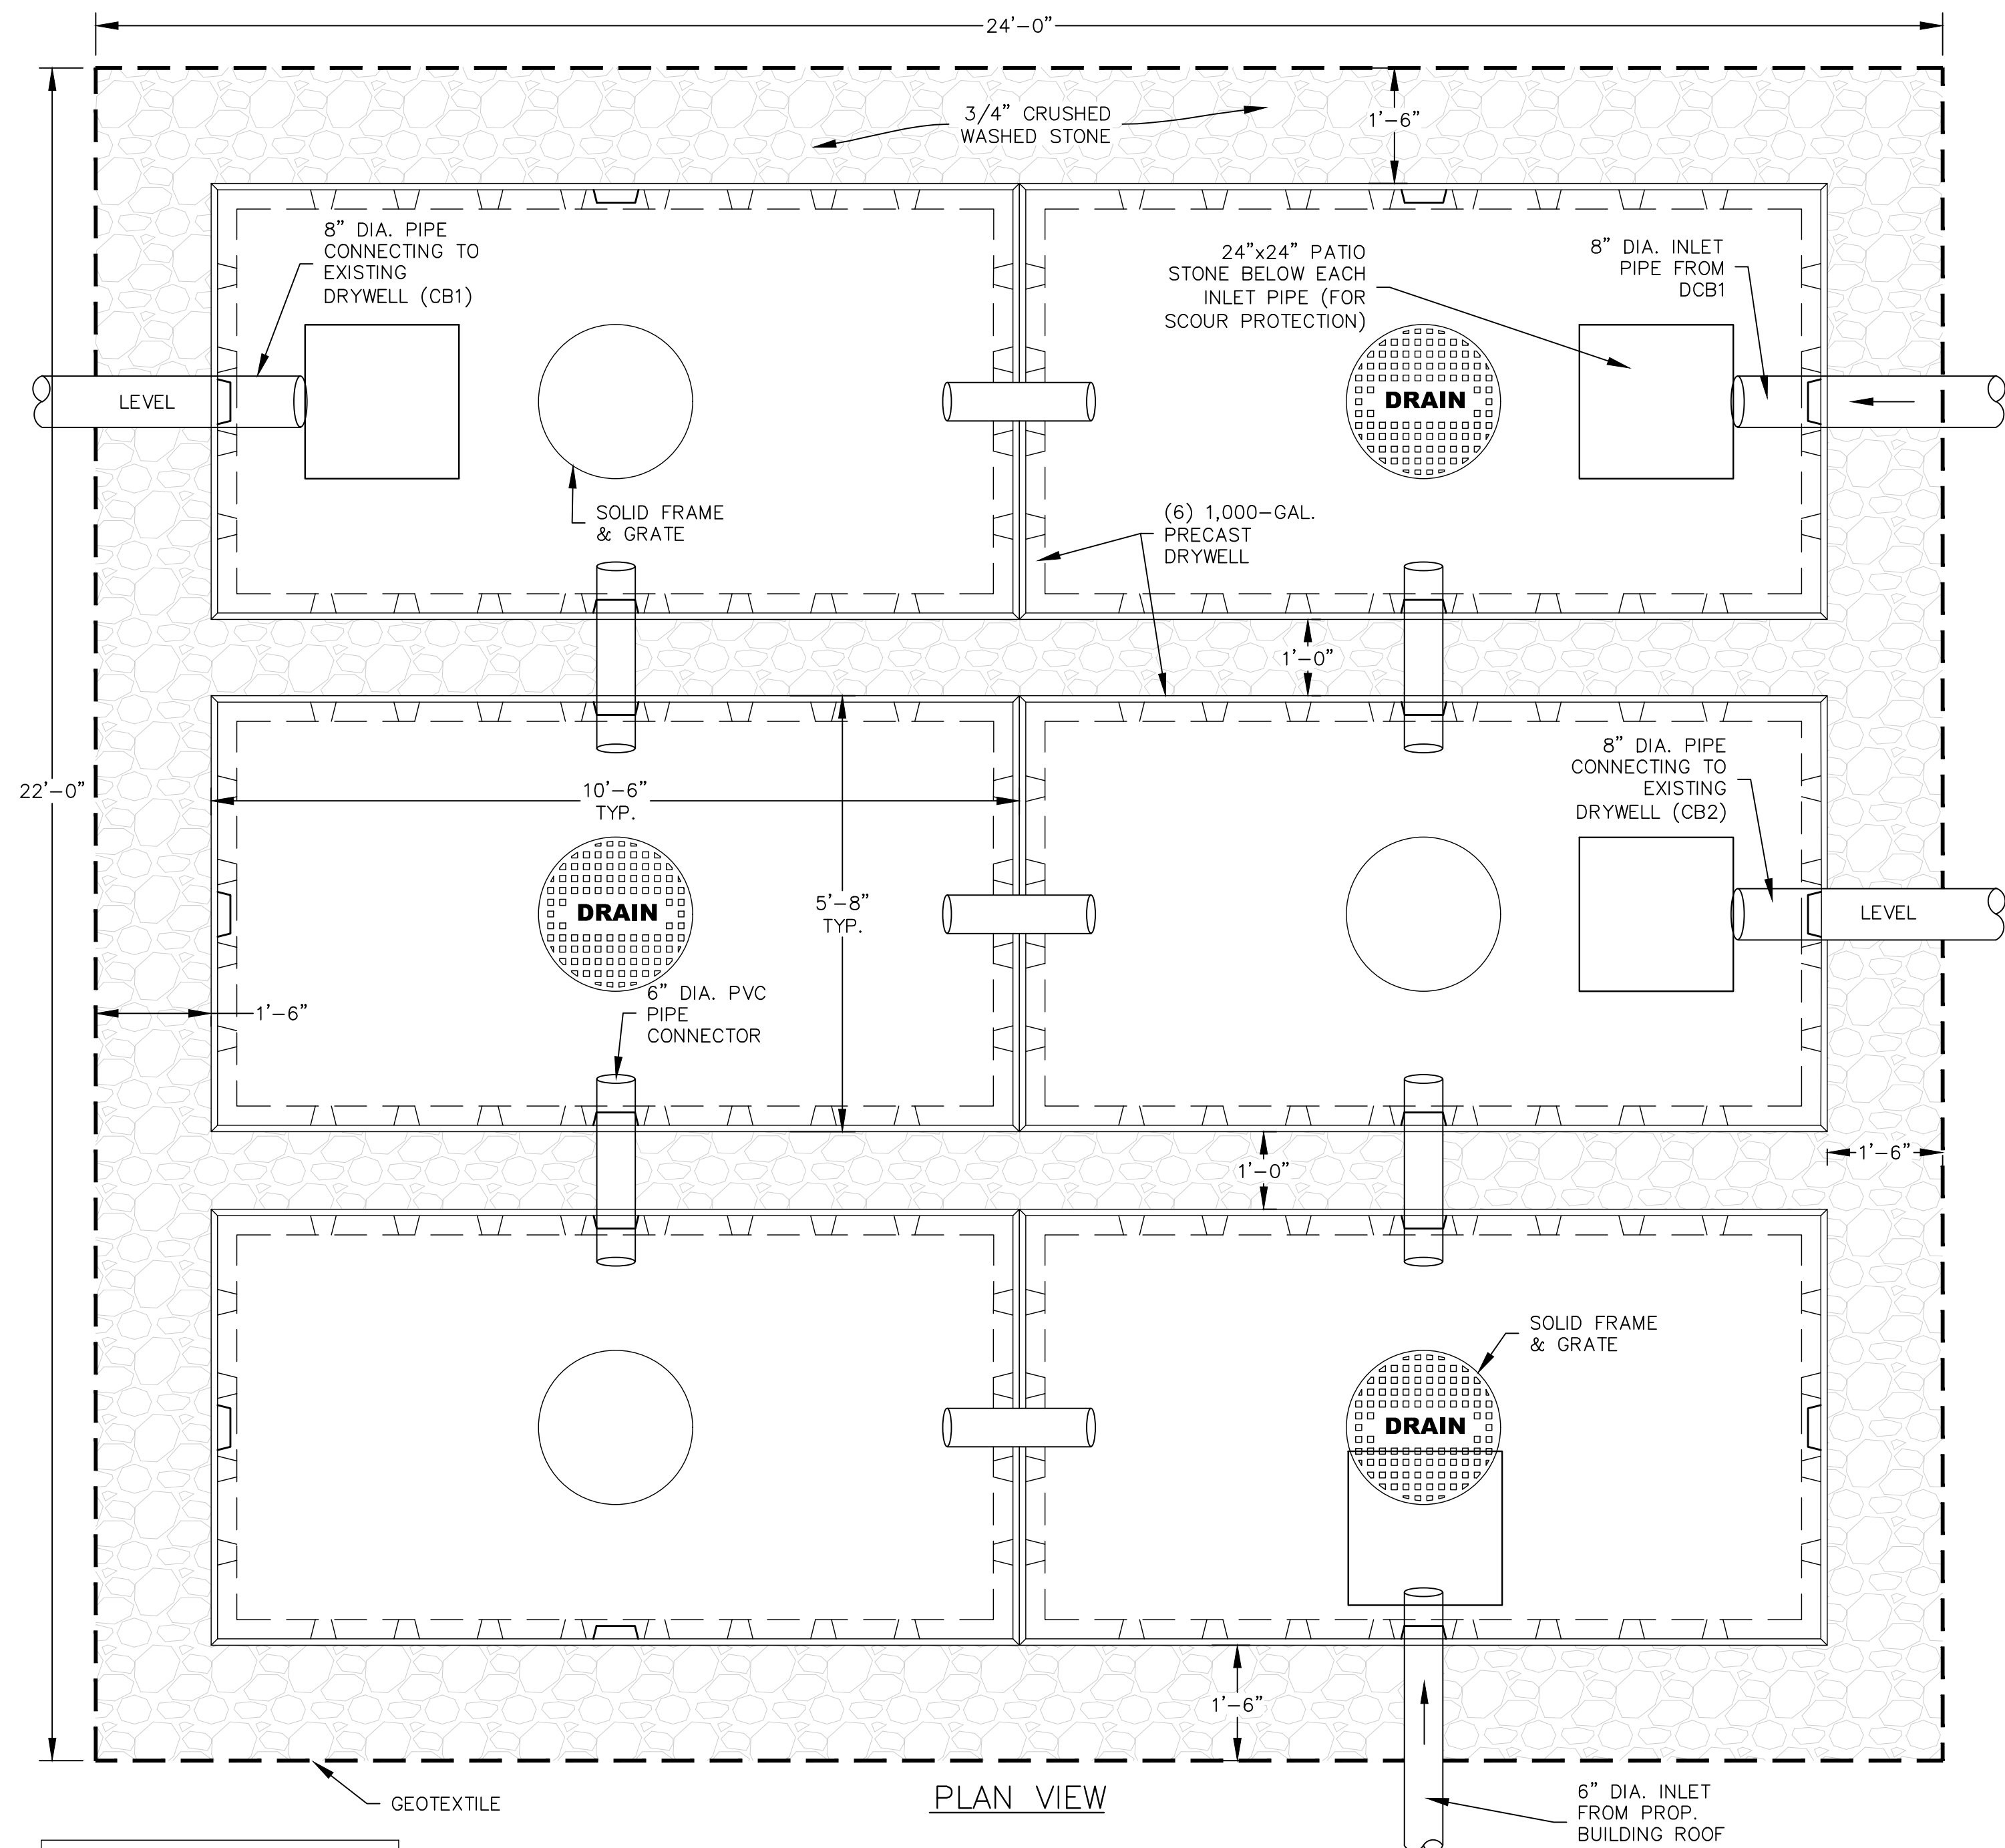 24'-0"
3/4" CRUSHED
WASHED STONE
1'-6"
8" DIA. PIPE
CONNECTING TO
EXISTING
DRYWELL (CB1)
24"x24" PATIO
STONE BELOW EACH
INLET PIPE (FOR
SCOUR PROTECTION)
8" DIA. INLET
PIPE FROM
DCB1
LEVEL
DRAIN
SOLID FRAME
& GRATE
(6) 1,000-GAL.
PRECAST
DRYWELL
1'-0"
22'-0"
10'-6"
TYP.
8" DIA. PIPE
CONNECTING TO
EXISTING
DRYWELL (CB2)
DRAIN
5'-8"
TYP.
LEVEL
6" DIA. PVC
PIPE
CONNECTOR
1'-6"
1'-0"
1'-6"
SOLID FRAME
& GRATE
DRAIN
1'-6"
GEOTEXTILE
PLAN VIEW
6" DIA. INLET
FROM PROP.
BUILDING ROOF